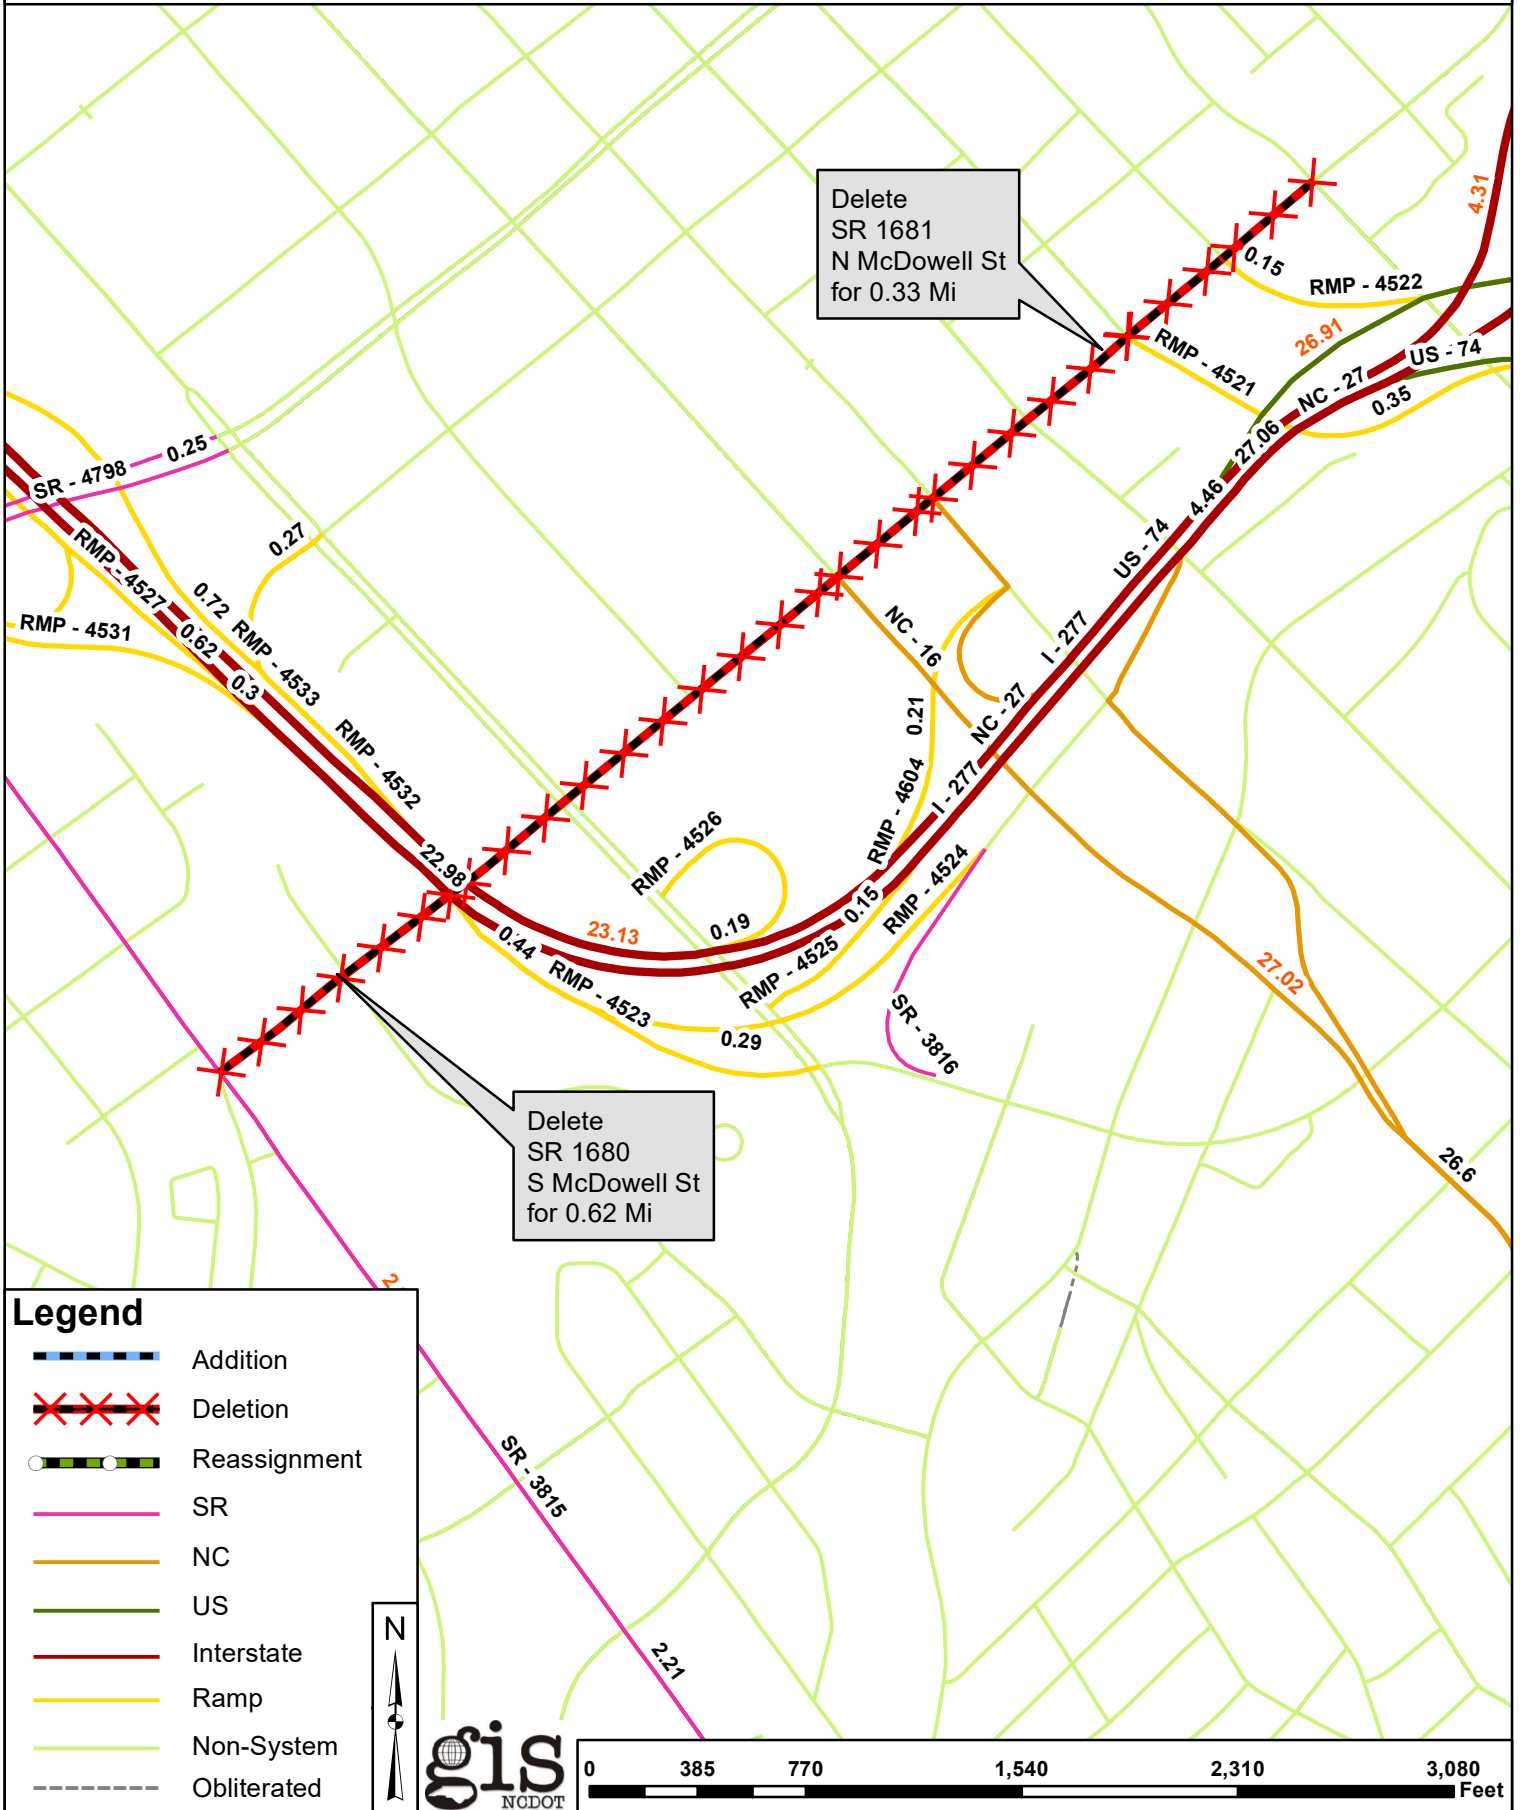 Delete
SR 1681
N McDowell St
for 0.33 Mi
4.31
0.15
RMP - 4522
26.91
RMP - 4521
US - 74
NC - 27
0.35
27.06
4.46
US - 74
I - 277
SR - 4798
0.25
0.27
RMP - 4527
0.72
RMP - 4533
RMP - 4531
0.62
0.3
RMP - 4532
NC - 16
0.21
NC - 27
I - 277
RMP - 4604
RMP - 4526
22.98
RMP - 4524
0.15
0.19
23.13
0.44
RMP - 4525
RMP - 4523
0.29
SR - 3816
27.02
26.6
Delete
SR 1680
S McDowell St
for 0.62 Mi
2
SR - 3815
2.21
Legend
Addition
Deletion
Reassignment
SR
NC
US
Interstate
Ramp
Non-System
Obliterated
N
gis
NCDOT
0 385 770 1,540 2,310 3,080
Feet